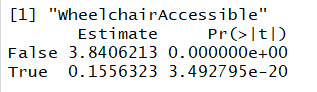 [1] "WheelchairAccessible"
Estimate Pr(>|t|)
False 3.8406213 0.000000e+00
True 0.1556323 3.492795e-20